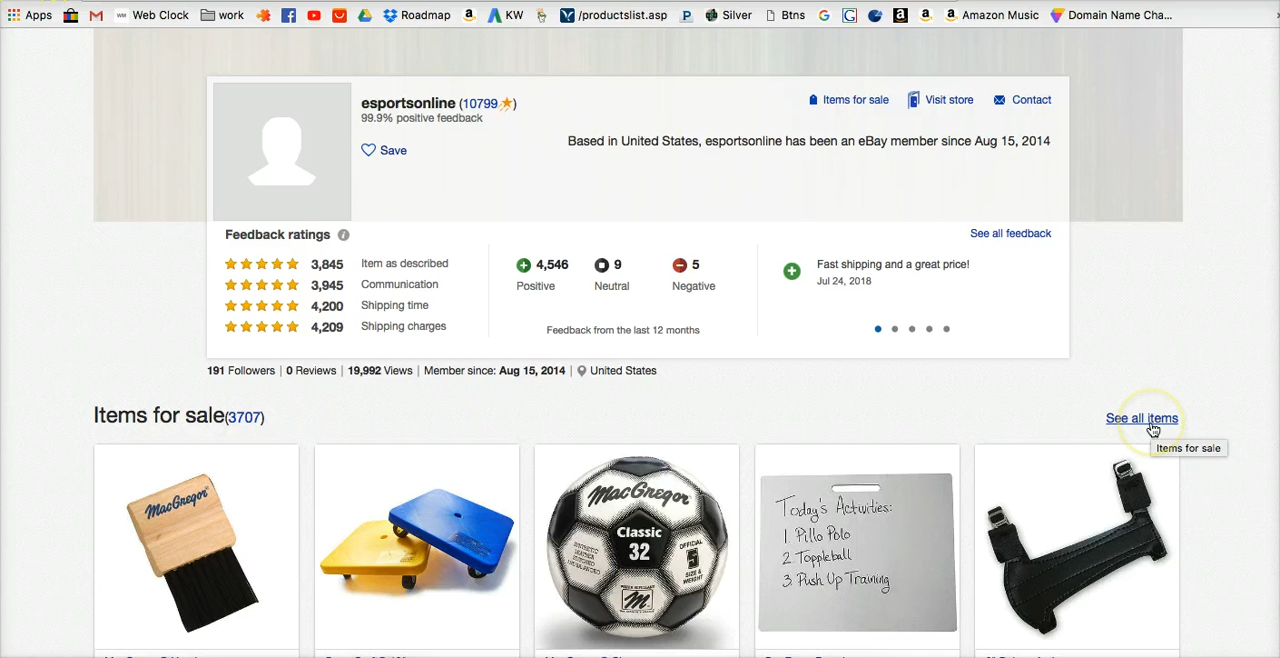 Apps
Web Clock
work
Roadmap
KW
/productslist.asp
Silver
Btns
Amazon Music
Domain Name Cha...
esportsonline (10799)
99.9% positive feedback
Save
Items for sale
Visit store
Contact
Based in United States, esportsonline has been an eBay member since Aug 15, 2014
Feedback ratings
See all feedback
3,845 Item as described
3,945 Communication
4,200 Shipping time
4,209 Shipping charges
4,546
Positive
9
Neutral
5
Negative
Feedback from the last 12 months
Fast shipping and a great price!
Jul 24, 2018
191 Followers | 0 Reviews | 19,992 Views | Member since: Aug 15, 2014 | United States
Items for sale(3707)
See all items
Items for sale
MacGregor
MacGregor
Classic
32
OFFICIAL
5
SIZE &
WEIGHT
Today's Activities:
1. Pillo Polo
2. Toppleball
3. Push Up Training